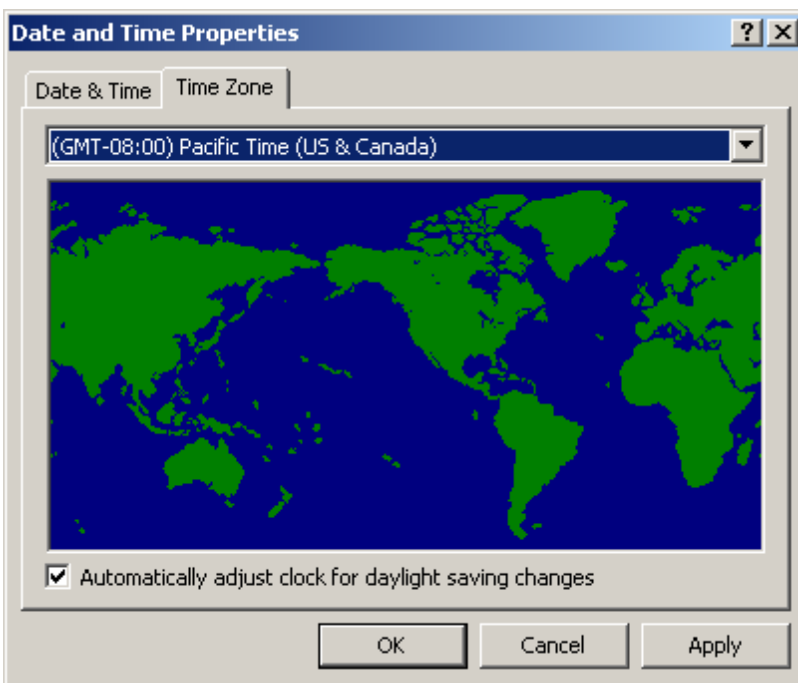 Date and Time Properties
Date & Time Time Zone
(GMT-08:00) Pacific Time (US & Canada)
Automatically adjust clock for daylight saving changes
OK Cancel Apply